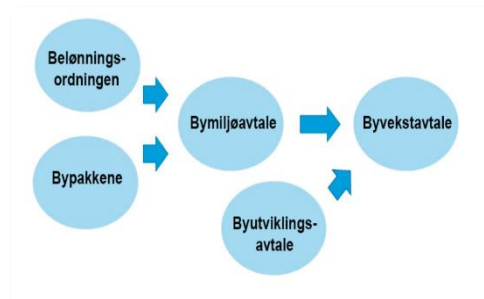 Belønnings-
ordningen
Bypakkene
Bymiljøavtale
Byutviklings-
avtale
Byvekstavtale